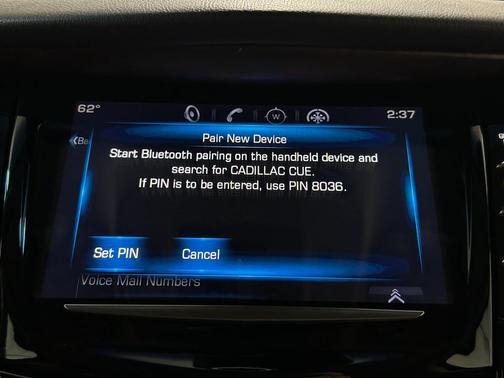 62° W 2:37
Pair New Device
Start Bluetooth pairing on the handheld device and
search for CADILLAC CUE.
If PIN is to be entered, use PIN 8036.
Set PIN Cancel
Voice Mail Numbers